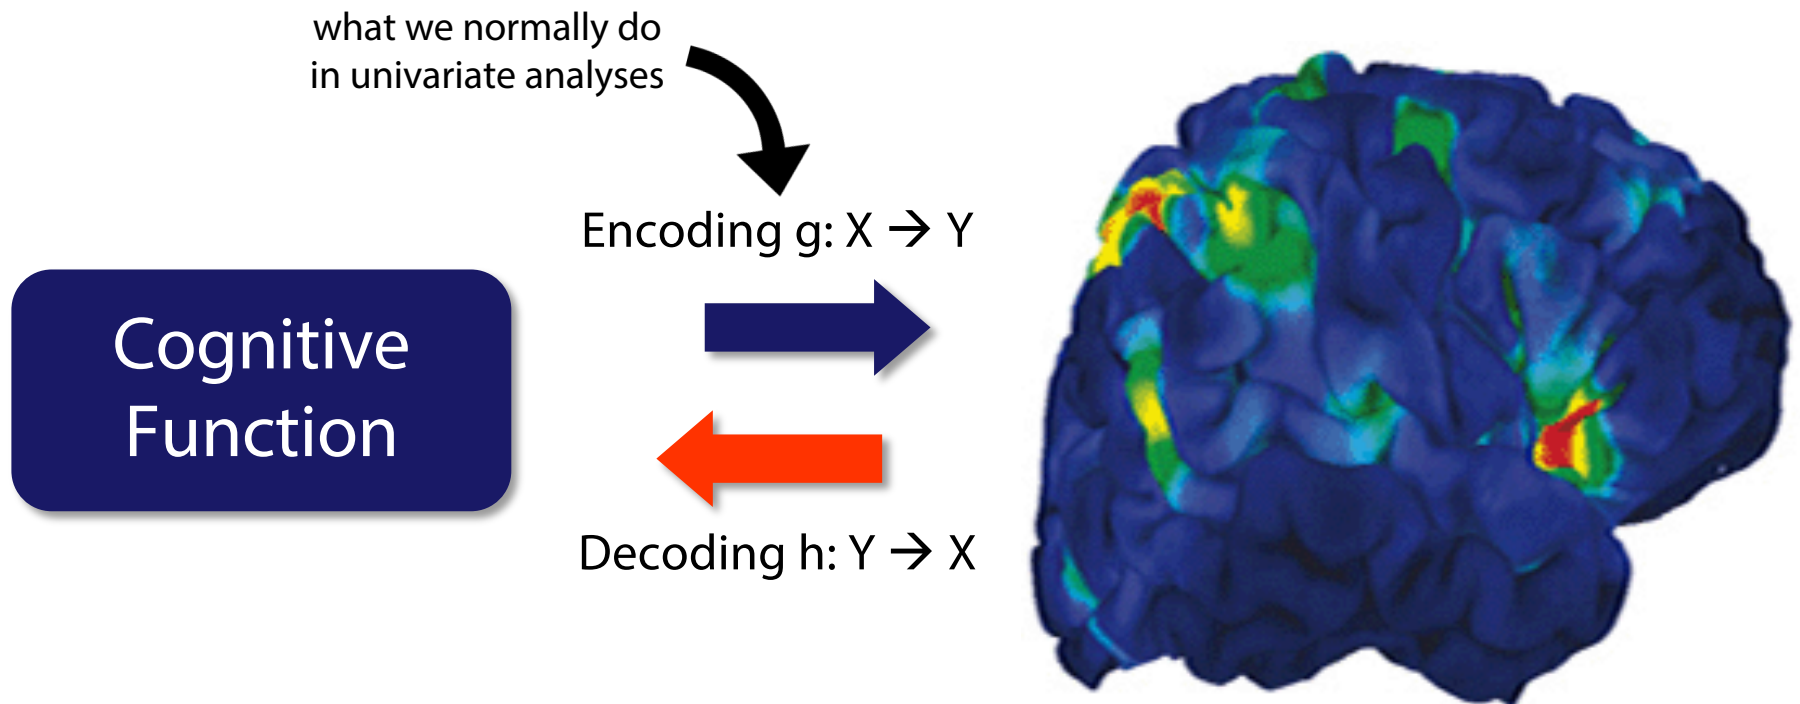 what we normally do
in univariate analyses
Encoding g: X → Y
Cognitive
Function
Decoding h: Y → X